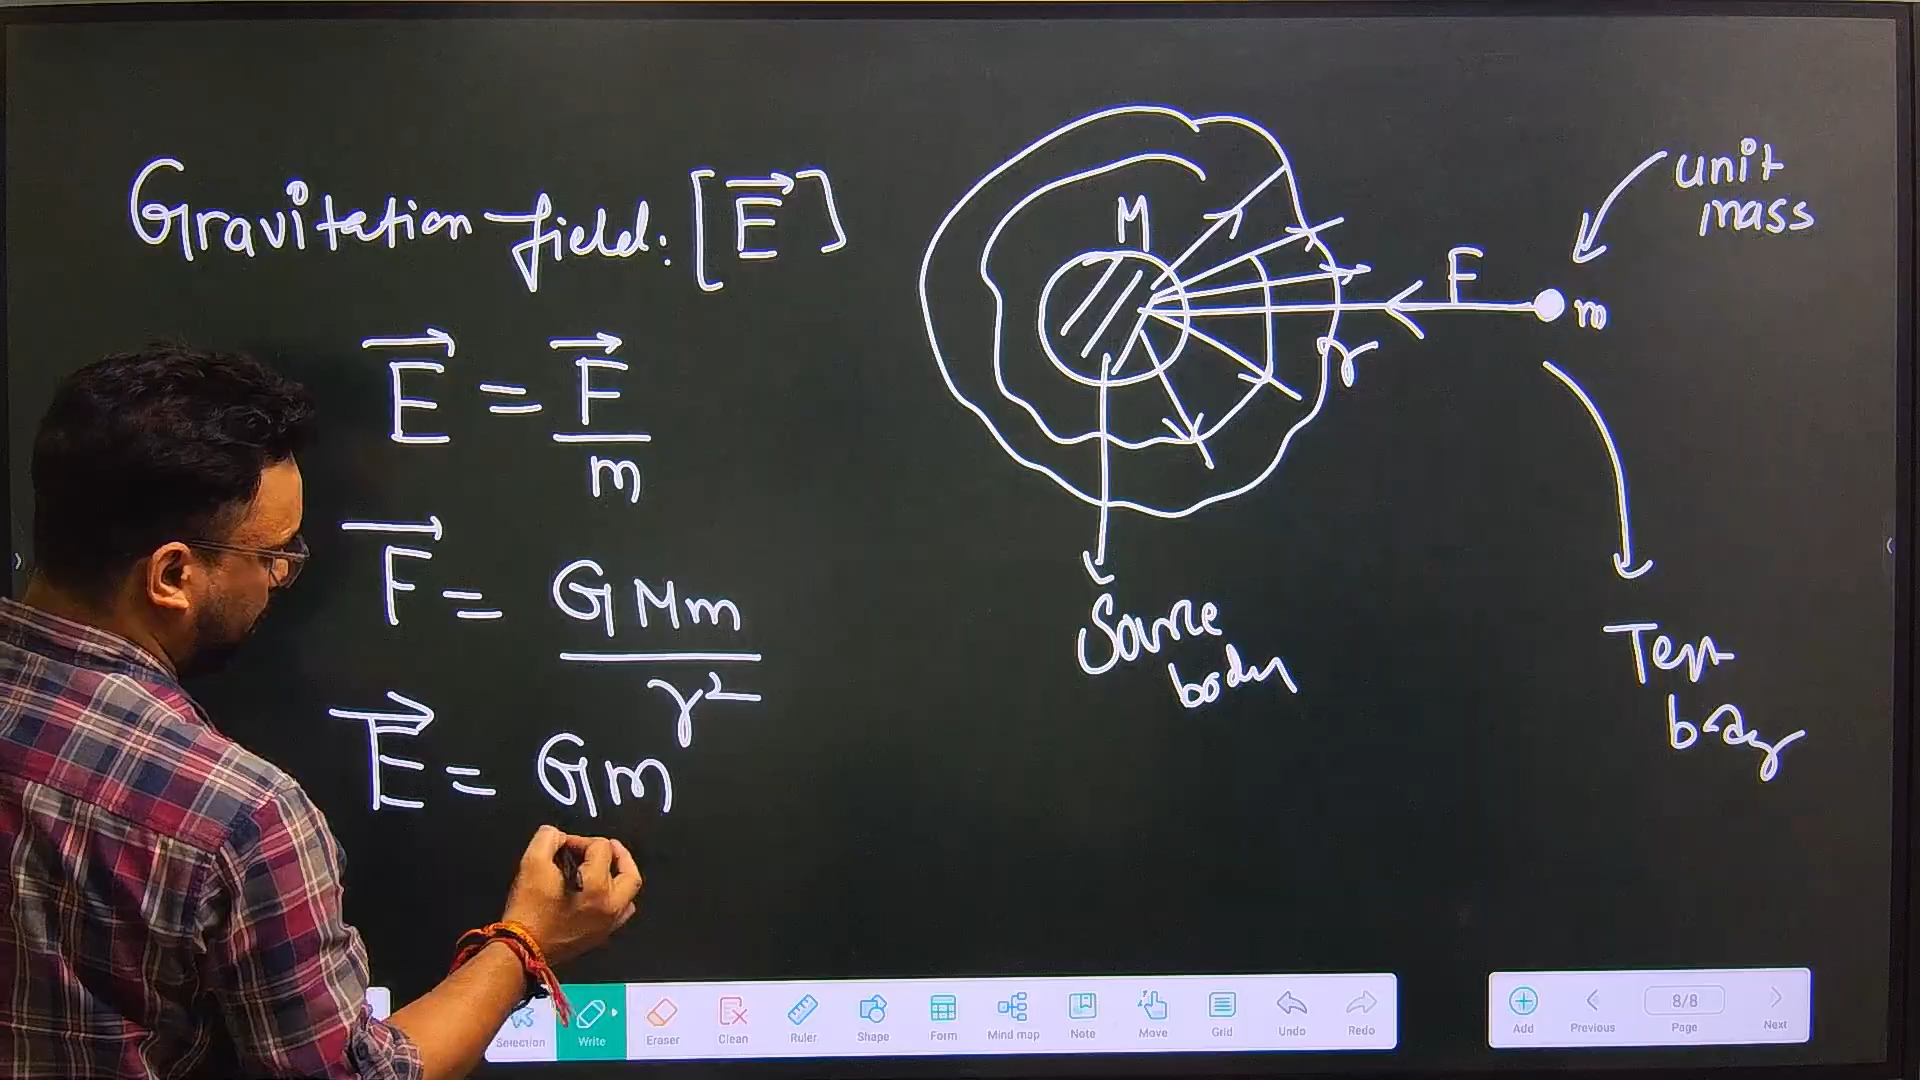 Gravitation field: [E⃗]
E⃗ = F⃗
m
F⃗ = GMm
r²
E⃗ = Gm
M
F
m
r
unit
mass
Source
body
Test
body
Selection
Write
Eraser
Clean
Ruler
Shape
Form
Mind map
Note
Move
Grid
Undo
Redo
Add
Previous
8/8
Page
Next